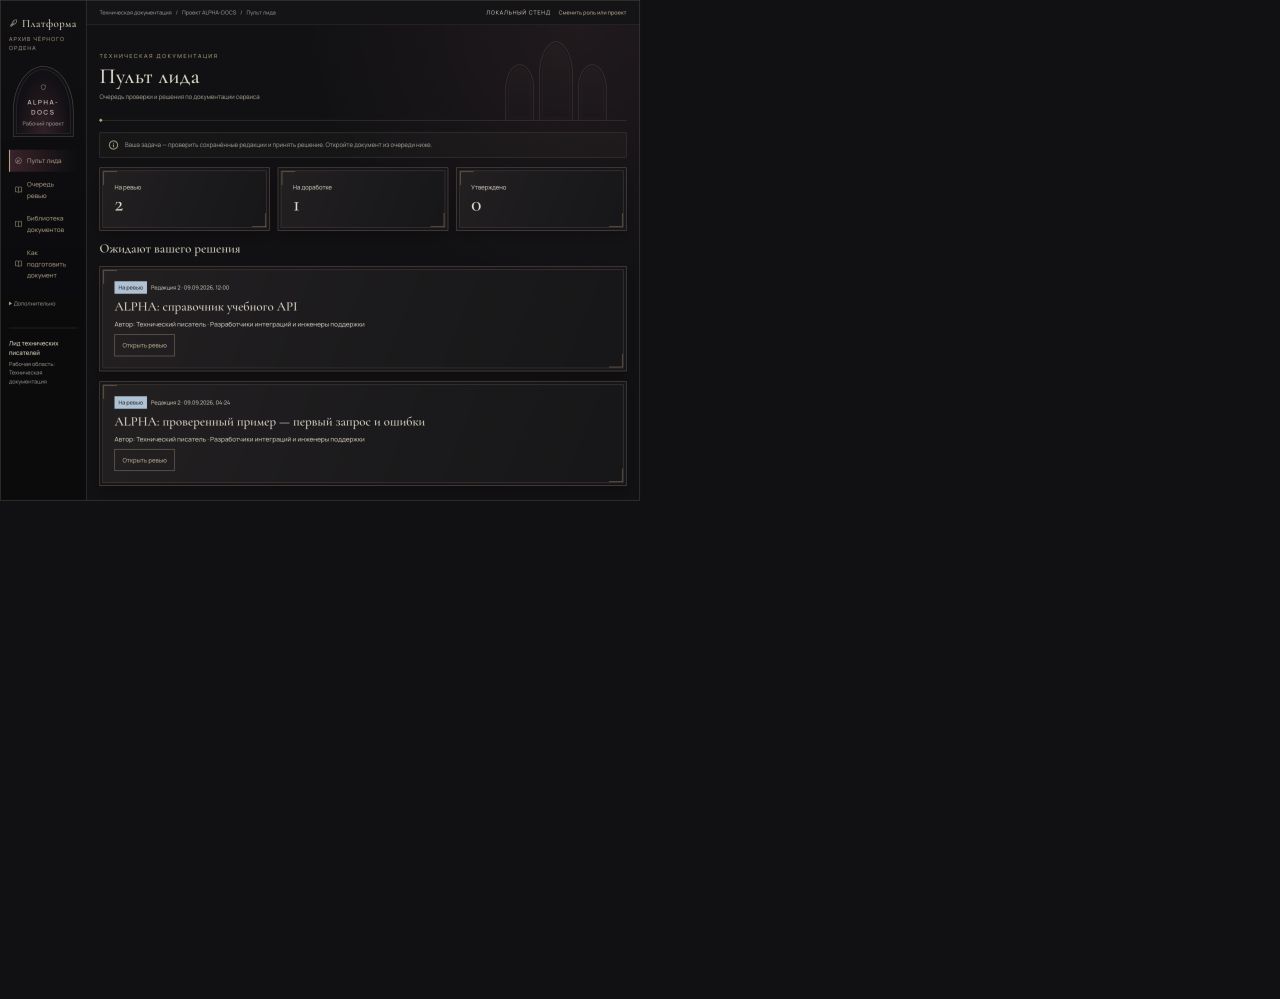 Платформа
АРХИВ ЧЁРНОГО
ОРДЕНА
ALPHA-
DOCS
Рабочий проект
Пульт лида
Очередь
ревью
Библиотека
документов
Как
подготовить
документ
Дополнительно
Лид технических
писателей
Рабочая область:
Техническая
документация
Техническая документация / Проект ALPHA-DOCS / Пульт лида
ЛОКАЛЬНЫЙ СТЕНД Сменить роль или проект
ТЕХНИЧЕСКАЯ ДОКУМЕНТАЦИЯ
Пульт лида
Очередь проверки и решения по документации сервиса
Ваша задача — проверить сохранённые редакции и принять решение. Откройте документ из очереди ниже.
На ревью
2
На доработке
1
Утверждено
0
Ожидают вашего решения
На ревью Редакция 2 · 09.09.2026, 12:00
ALPHA: справочник учебного API
Автор: Технический писатель · Разработчики интеграций и инженеры поддержки
Открыть ревью
На ревью Редакция 2 · 09.09.2026, 04:24
ALPHA: проверенный пример — первый запрос и ошибки
Автор: Технический писатель · Разработчики интеграций и инженеры поддержки
Открыть ревью